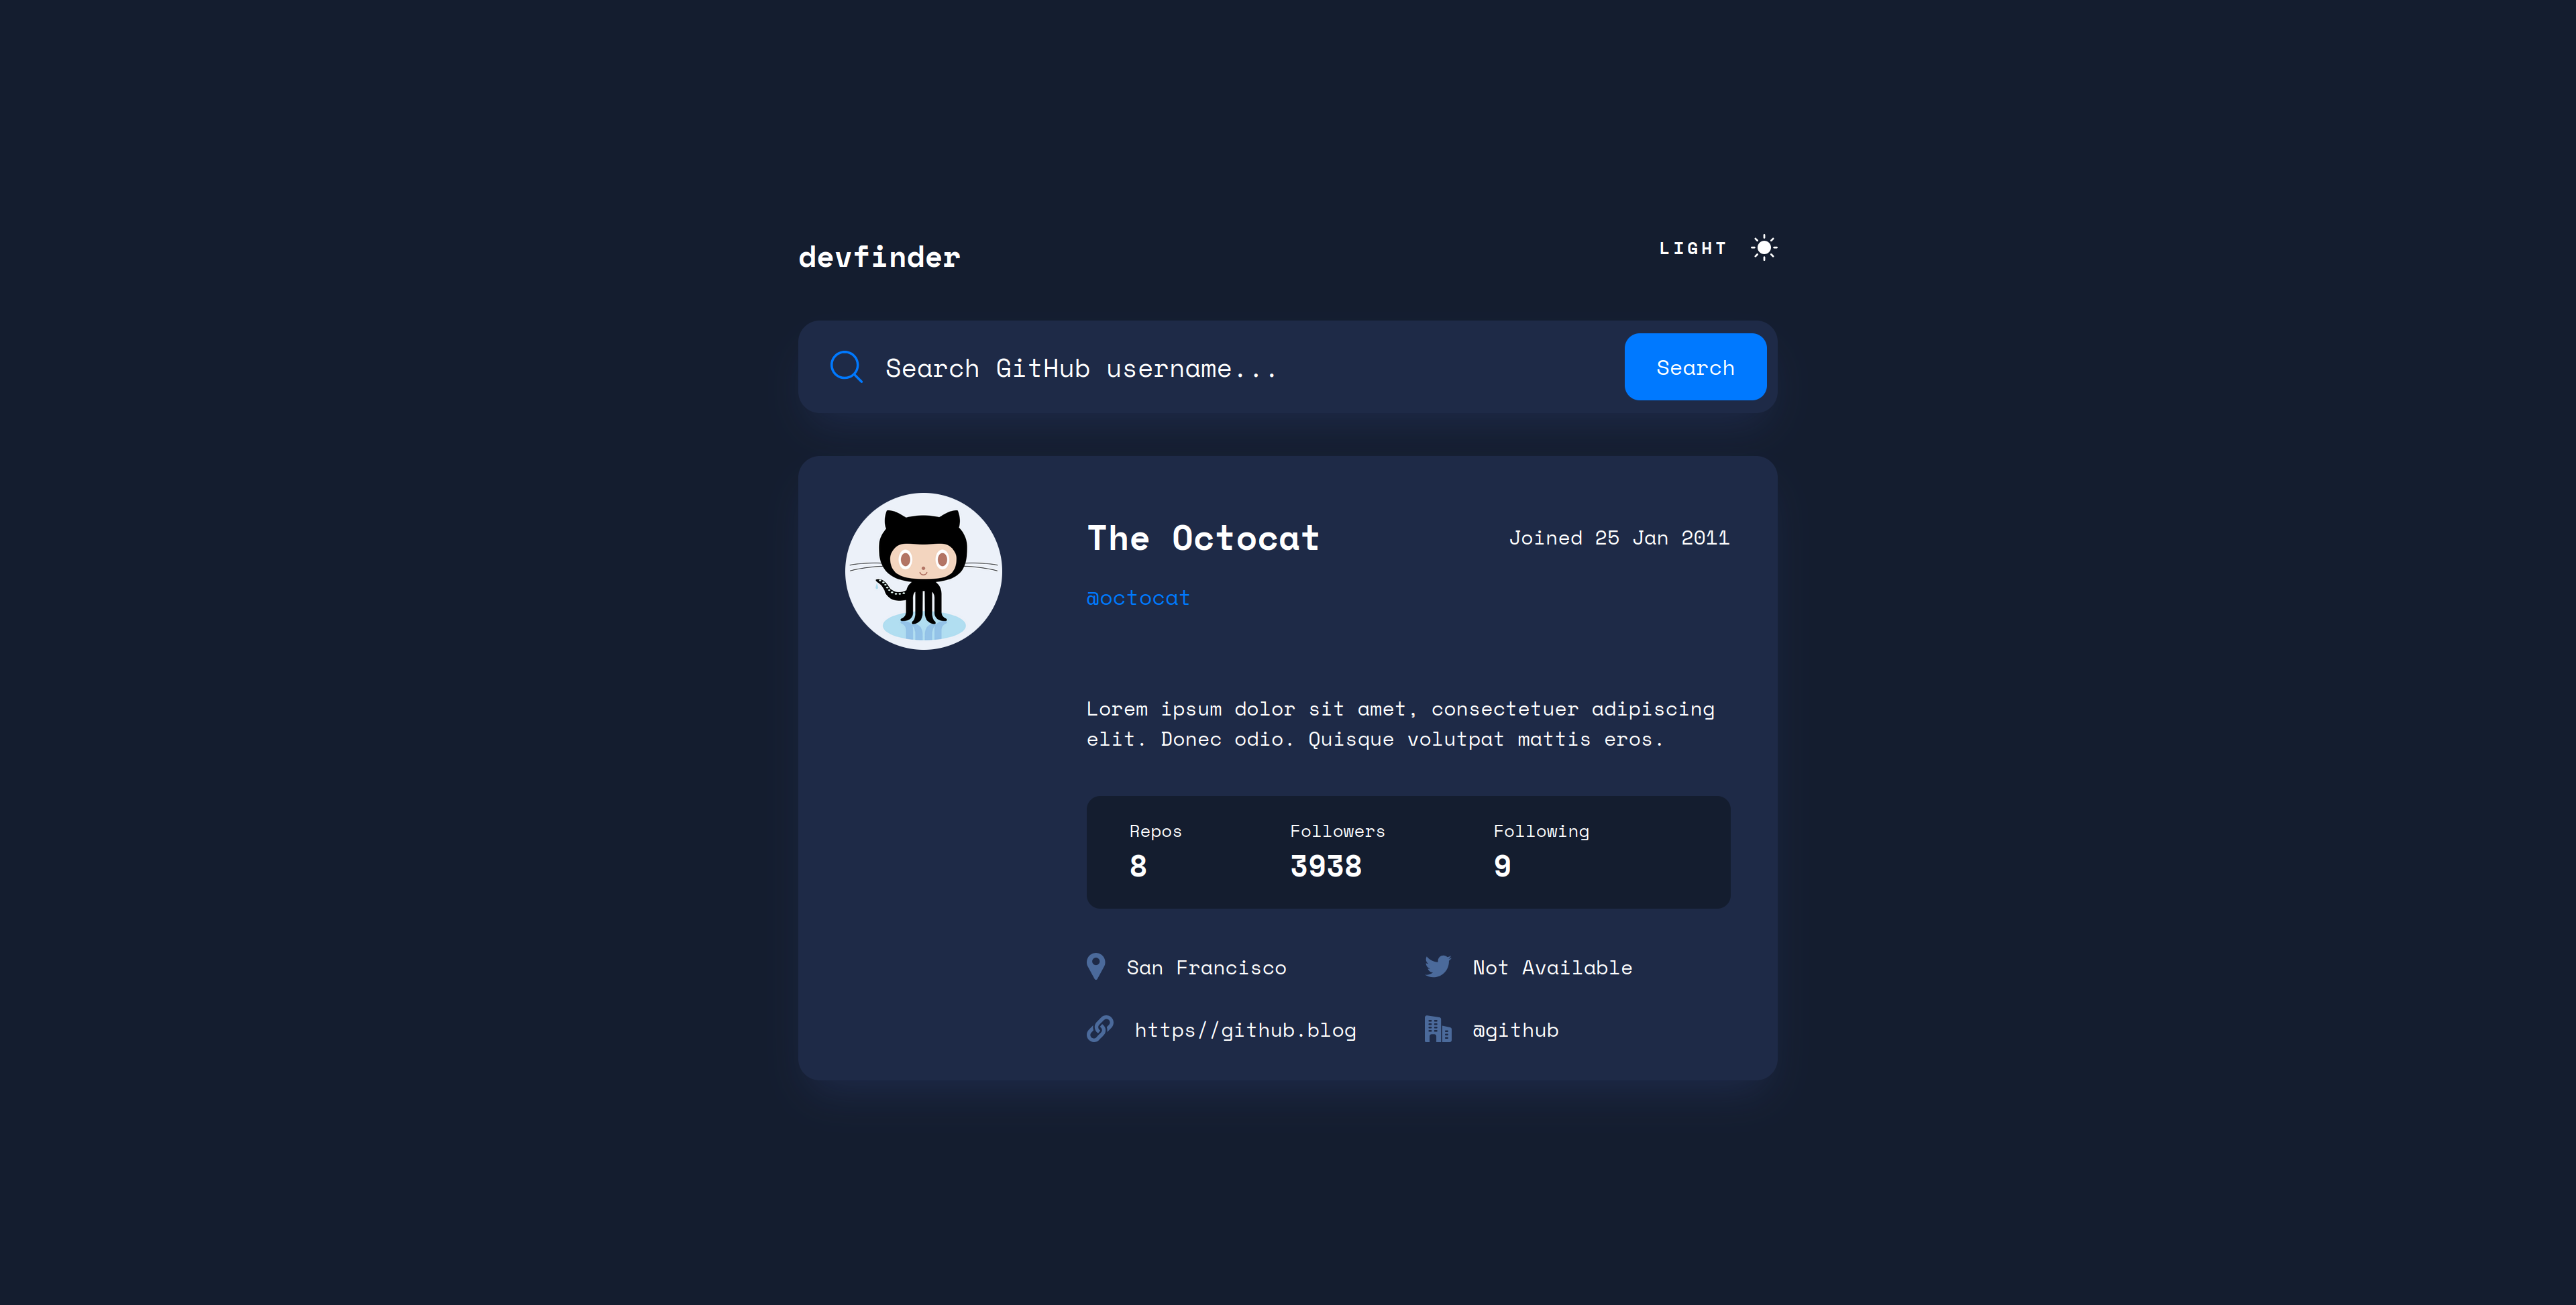 devfinder
LIGHT
Search GitHub username...
Search
The Octocat
Joined 25 Jan 2011
@octocat
Lorem ipsum dolor sit amet, consectetuer adipiscing
elit. Donec odio. Quisque volutpat mattis eros.
Repos
Followers
Following
8
3938
9
San Francisco
Not Available
https//github.blog
@github